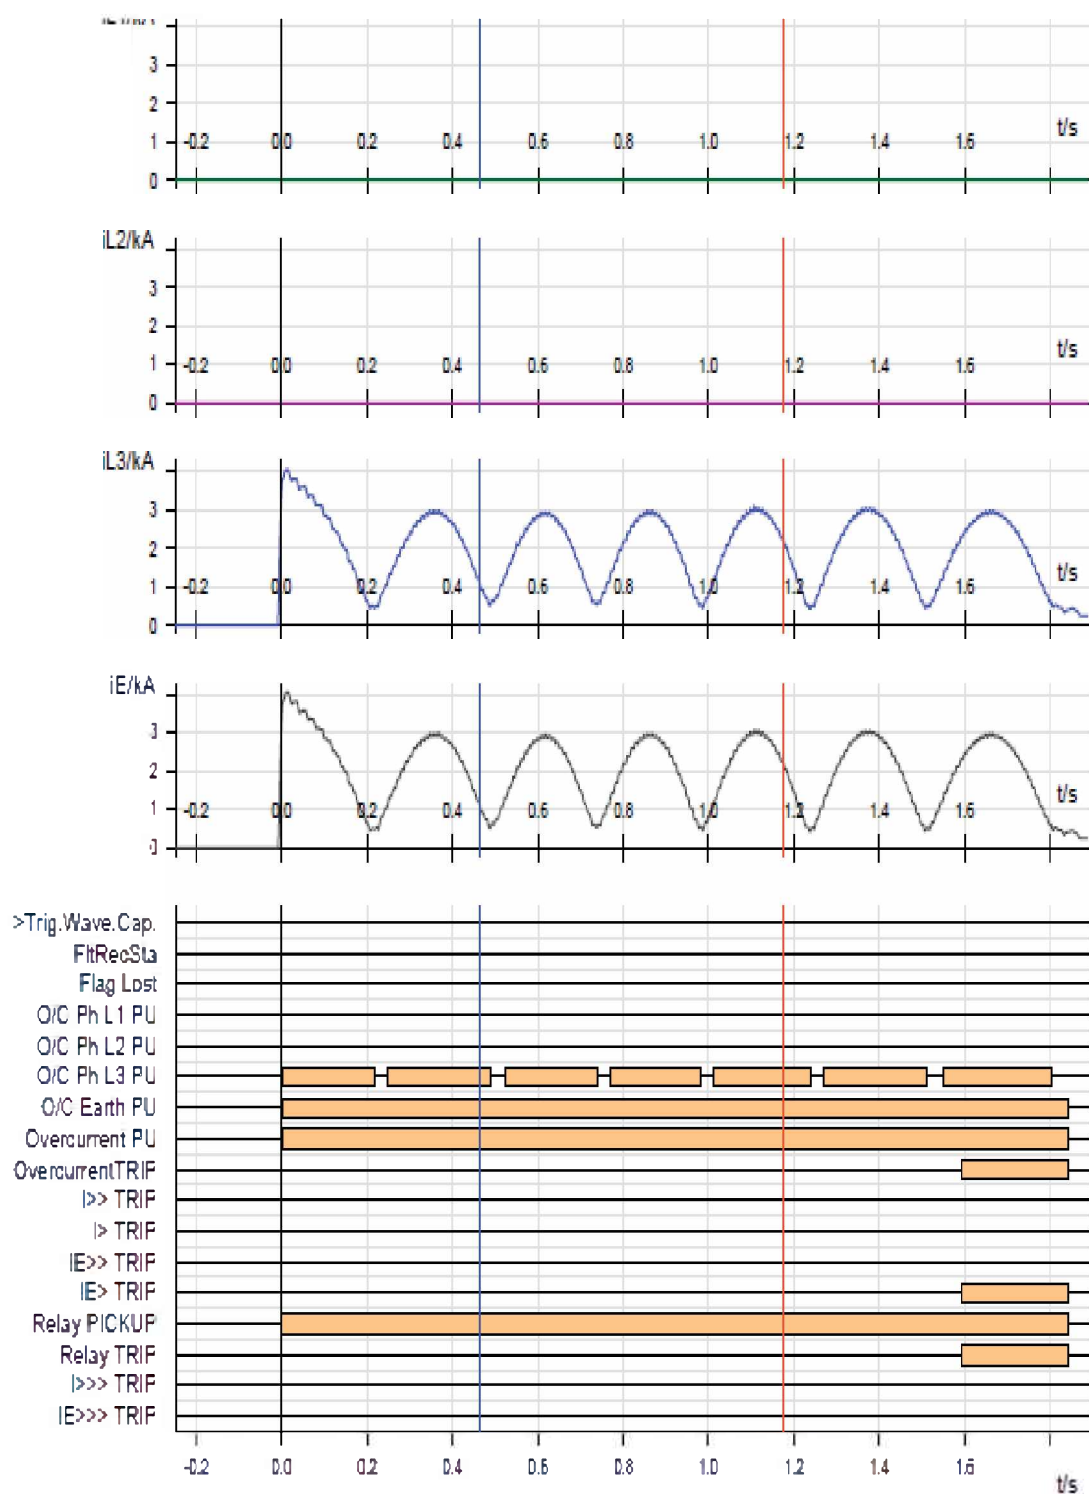 3
2
1 -0.2 0.0 0.2 0.4 0.6 0.8 1.0 1.2 1.4 1.6 t/s
0
iL2/kA
3
2
1 -0.2 0.0 0.2 0.4 0.6 0.8 1.0 1.2 1.4 1.6 t/s
0
iL3/kA
3
2
1 -0.2 0.0 0.2 0.4 0.6 0.8 1.0 1.2 1.4 1.6 t/s
0
iE/kA
3
2
1 -0.2 0.0 0.2 0.4 0.6 0.8 1.0 1.2 1.4 1.6 t/s
0
>Trig.Wave.Cap.
FltRecSta
Flag Lost
O/C Ph L1 PU
O/C Ph L2 PU
O/C Ph L3 PU
O/C Earth PU
Overcurrent PU
OvercurrentTRIP
I>> TRIP
I> TRIP
IE>> TRIP
IE> TRIP
Relay PICKUP
Relay TRIP
I>>> TRIP
IE>>> TRIP
-0.2 0.0 0.2 0.4 0.6 0.8 1.0 1.2 1.4 1.6
t/s